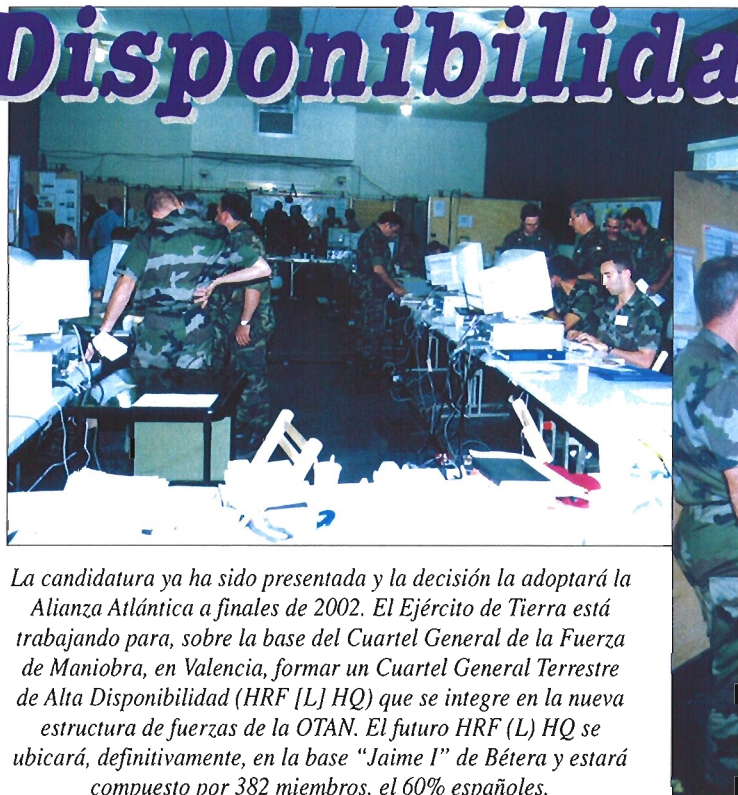 Disponibilida
La candidatura ya ha sido presentada y la decisión la adoptará la
Alianza Atlántica a finales de 2002. El Ejército de Tierra está
trabajando para, sobre la base del Cuartel General de la Fuerza
de Maniobra, en Valencia, formar un Cuartel General Terrestre
de Alta Disponibilidad (HRF [L] HQ) que se integre en la nueva
estructura de fuerzas de la OTAN. El futuro HRF (L) HQ se
ubicará, definitivamente, en la base “Jaime I” de Bétera y estará
compuesto por 382 miembros, el 60% españoles.